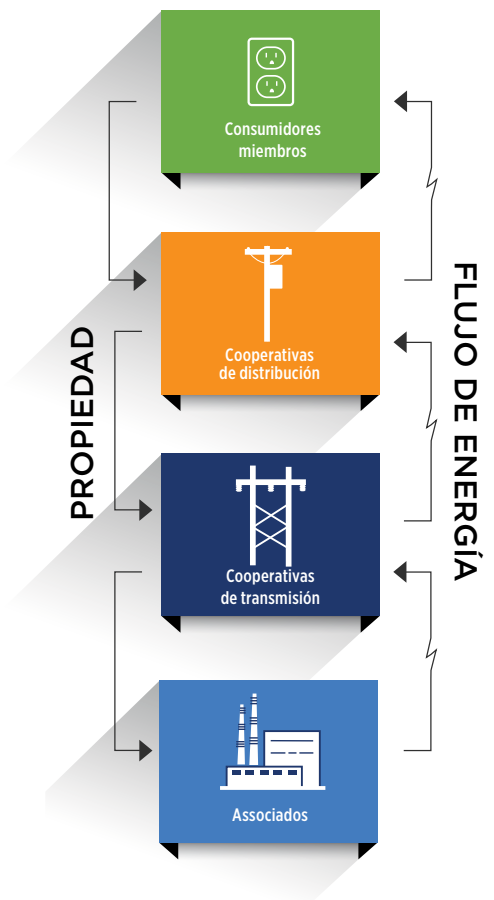 Consumidores
miembros
Cooperativas
de distribución
Cooperativas
de transmisión
Associados
PROPIEDAD
FLUJO DE ENERGÍA